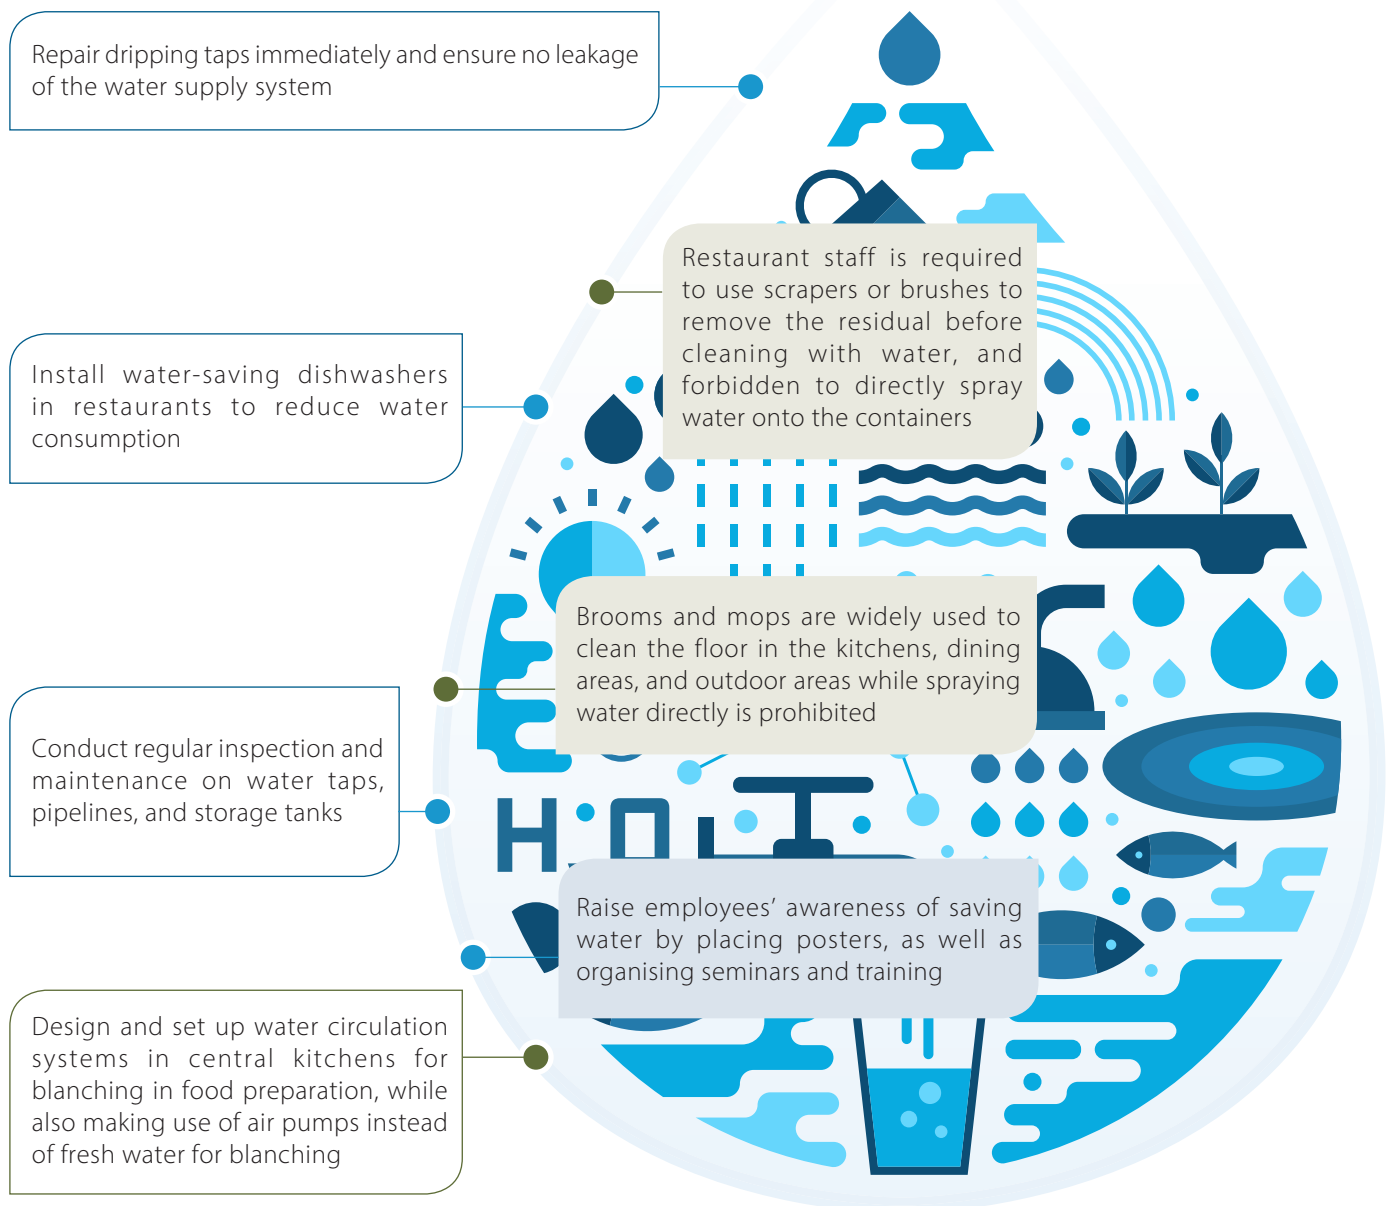 Repair dripping taps immediately and ensure no leakage
of the water supply system
Restaurant staff is required
to use scrapers or brushes to
remove the residual before
cleaning with water, and
forbidden to directly spray
water onto the containers
Install water-saving dishwashers
in restaurants to reduce water
consumption
Brooms and mops are widely used to
clean the floor in the kitchens, dining
areas, and outdoor areas while spraying
water directly is prohibited
Conduct regular inspection and
maintenance on water taps,
pipelines, and storage tanks
H O
Raise employees’ awareness of saving
water by placing posters, as well as
organising seminars and training
Design and set up water circulation
systems in central kitchens for
blanching in food preparation, while
also making use of air pumps instead
of fresh water for blanching